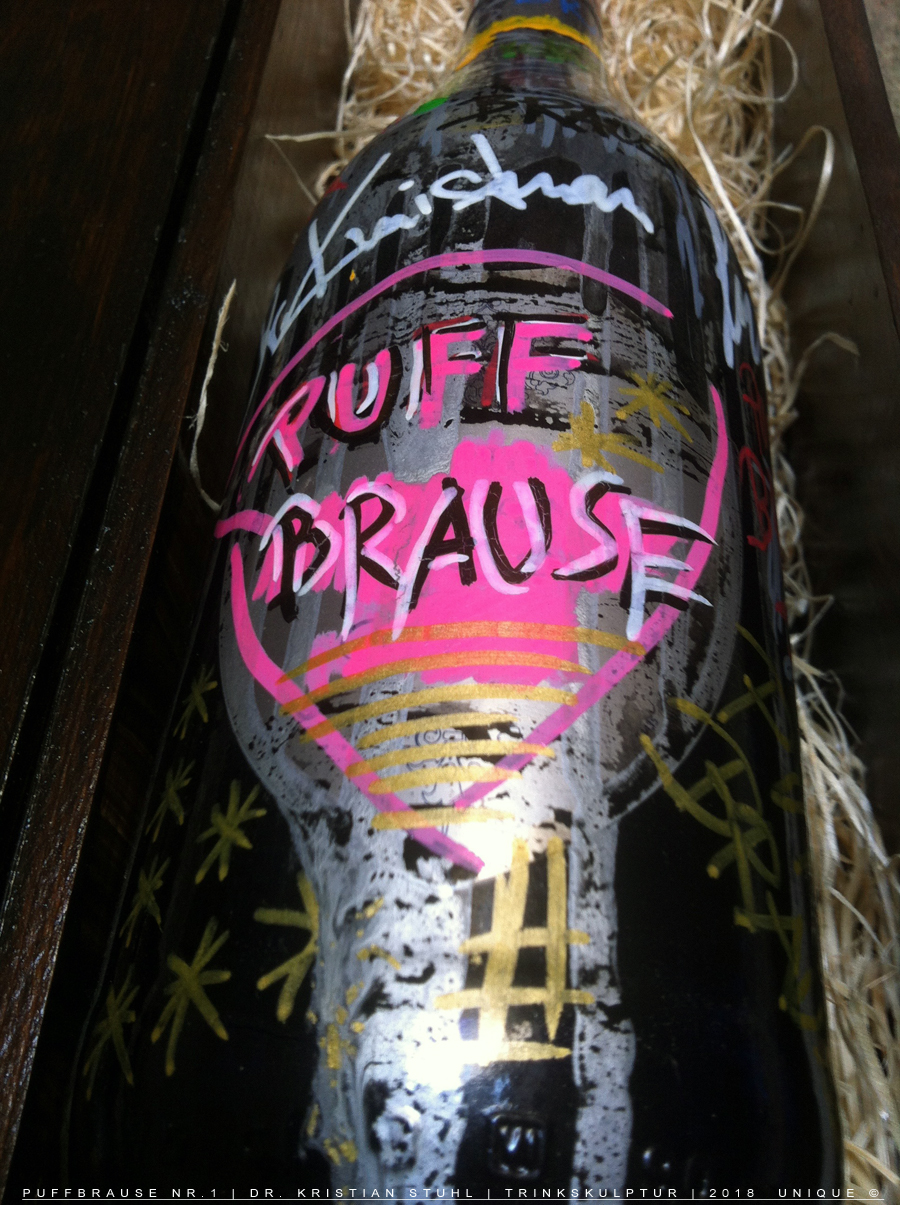 PUFF
BRAUSE
PUFFBRAUSE NR.1 | DR. KRISTIAN STUHL | TRINKSKULPTUR | 2018 UNIQUE ©